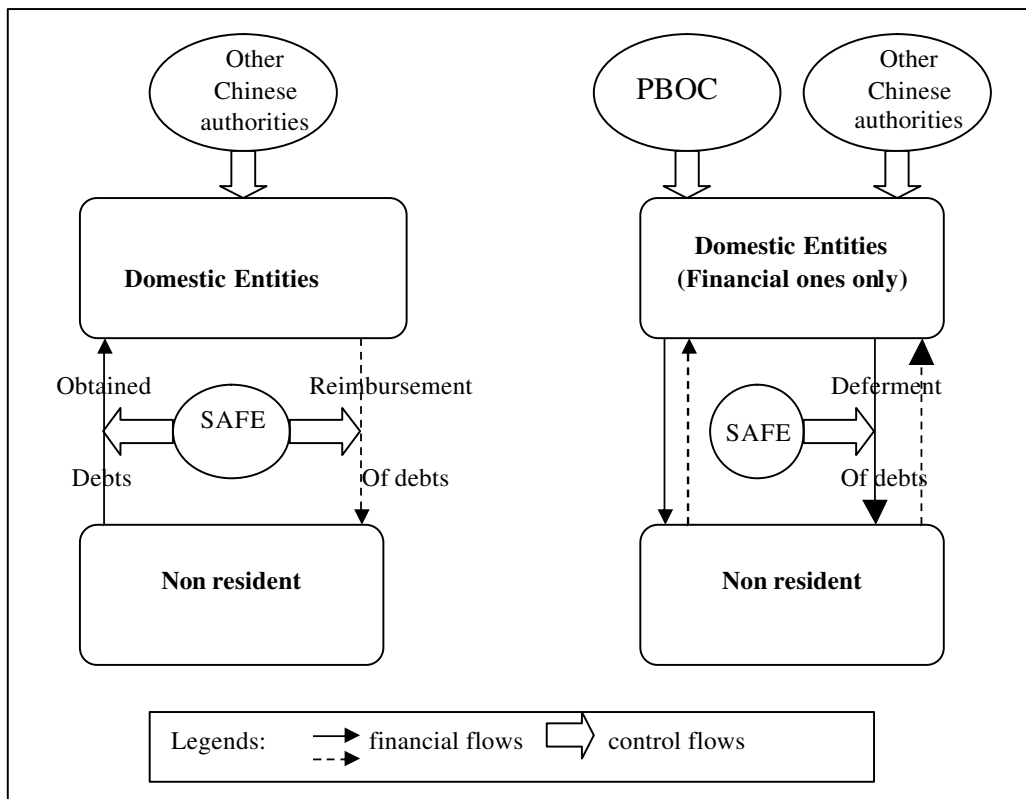 Other
Chinese
authorities
PBOC
Other
Chinese
authorities
Domestic Entities
Domestic Entities
(Financial ones only)
Obtained
Reimbursement
SAFE
Debts
Of debts
Deferment
SAFE
Of debts
Non resident
Non resident
Legends: financial flows control flows